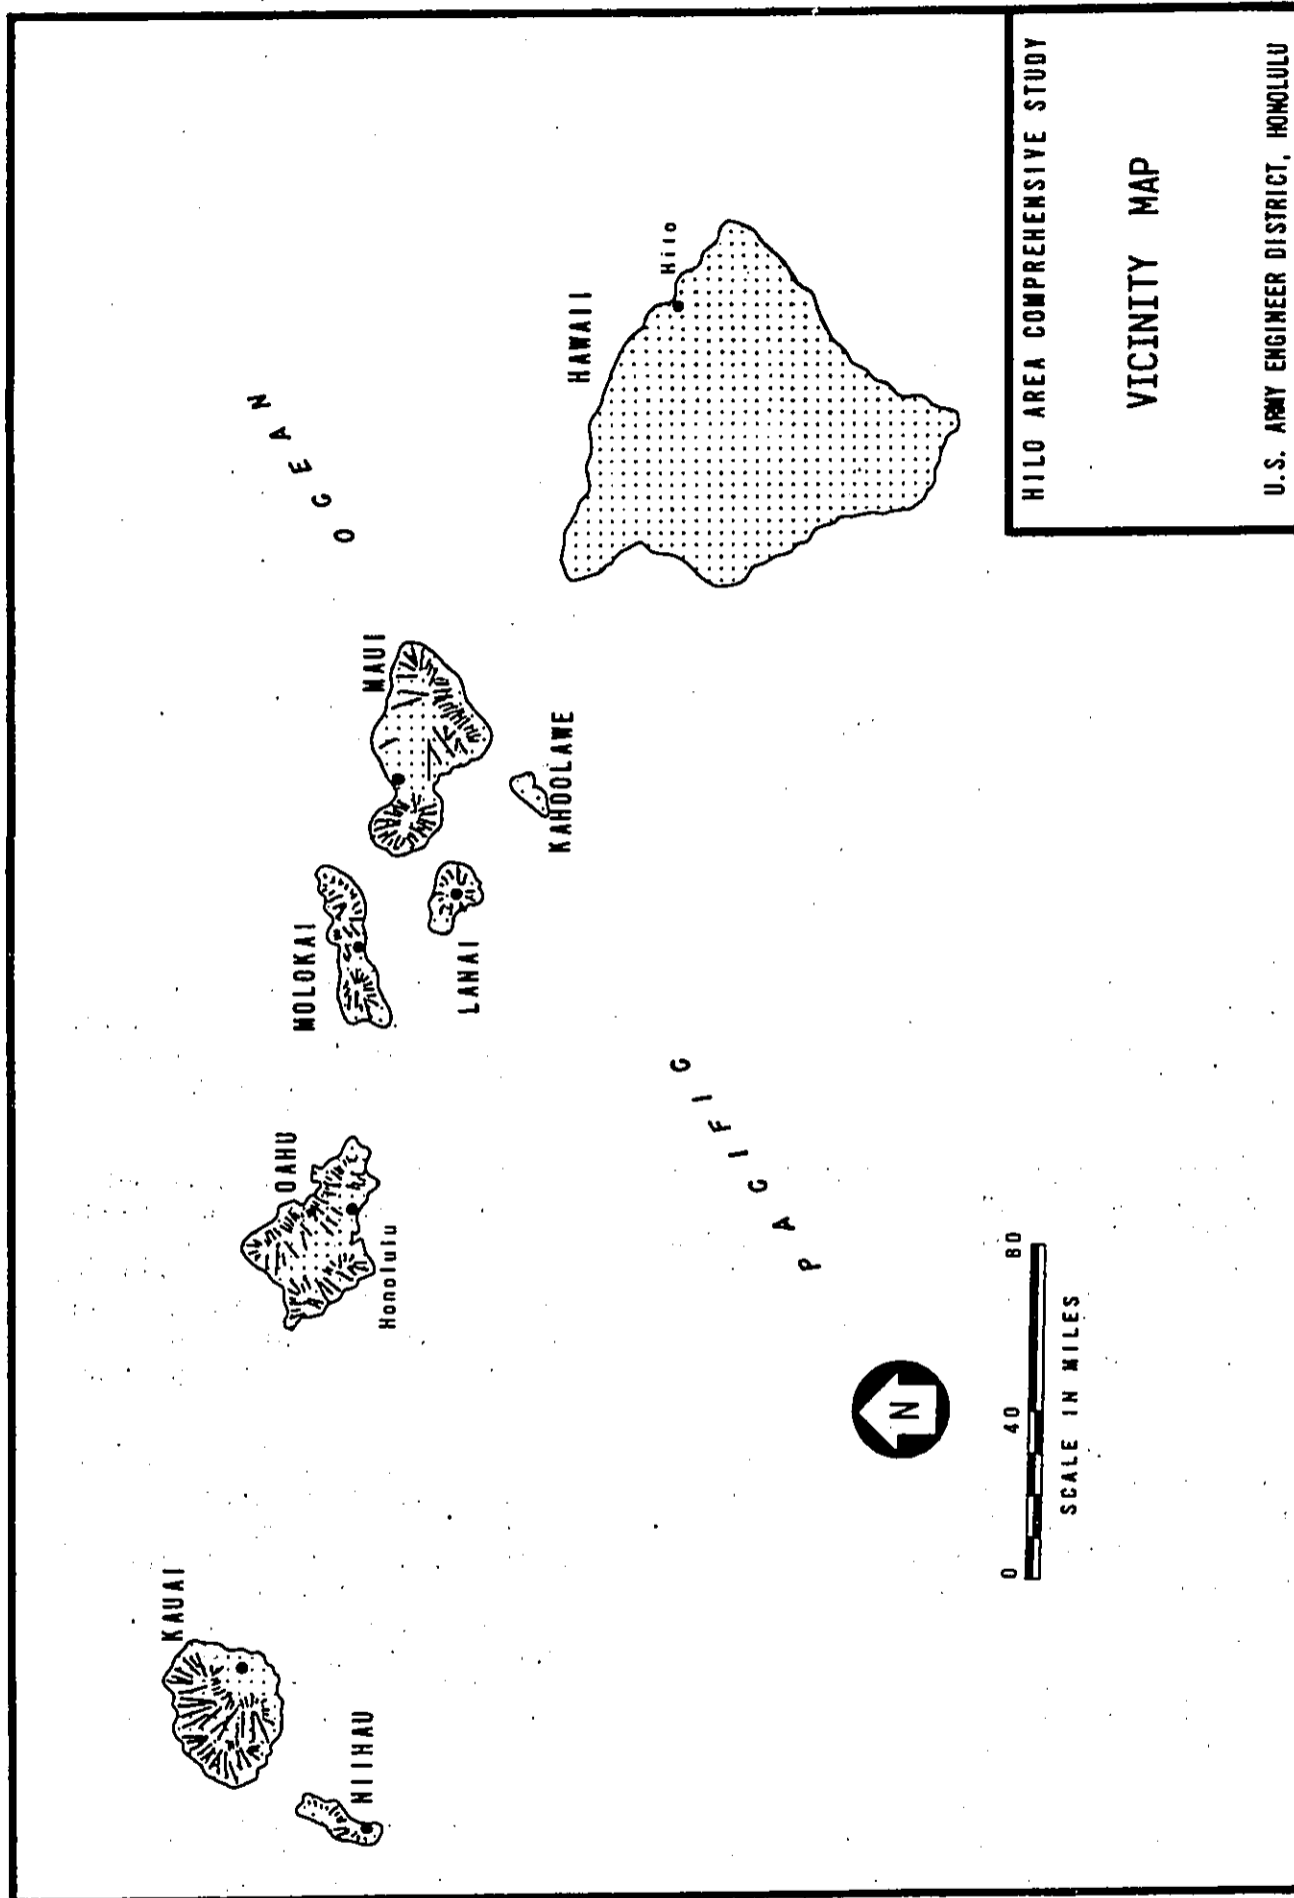 KAUAI
NIIHAU
OAHU
Honolulu
MOLOKAI
LANAI
MAUI
KAHOOLAWE
HAWAII
Hilo
PACIFIC
OCEAN
N
0 40 80
SCALE IN MILES
HILO AREA COMPREHENSIVE STUDY
VICINITY MAP
U.S. ARMY ENGINEER DISTRICT, HONOLULU